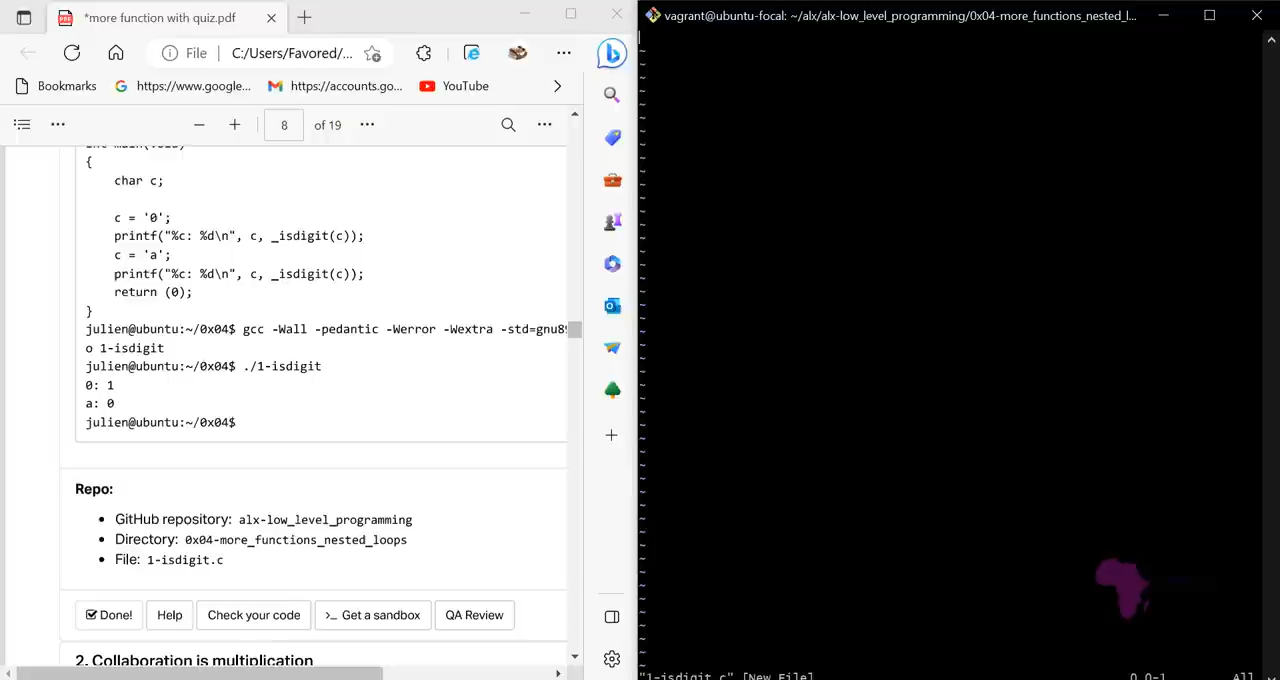 *more function with quiz.pdf
vagrant@ubuntu-focal: ~/alx/alx-low_level_programming/0x04-more_functions_nested_l...
File
C:/Users/Favored/...
Bookmarks
https://www.google...
https://accounts.go...
YouTube
8
of 19
int main(void)
{
char c;
c = '0';
printf("%c: %d\n", c, _isdigit(c));
c = 'a';
printf("%c: %d\n", c, _isdigit(c));
return (0);
}
julien@ubuntu:~/0x04$ gcc -Wall -pedantic -Werror -Wextra -std=gnu89
o 1-isdigit
julien@ubuntu:~/0x04$ ./1-isdigit
0: 1
a: 0
julien@ubuntu:~/0x04$
Repo:
• GitHub repository: alx-low_level_programming
• Directory: 0x04-more_functions_nested_loops
• File: 1-isdigit.c
Done!
Help
Check your code
>_ Get a sandbox
QA Review
2. Collaboration is multiplication
"1-isdigit.c" [New File]
0,0-1
All